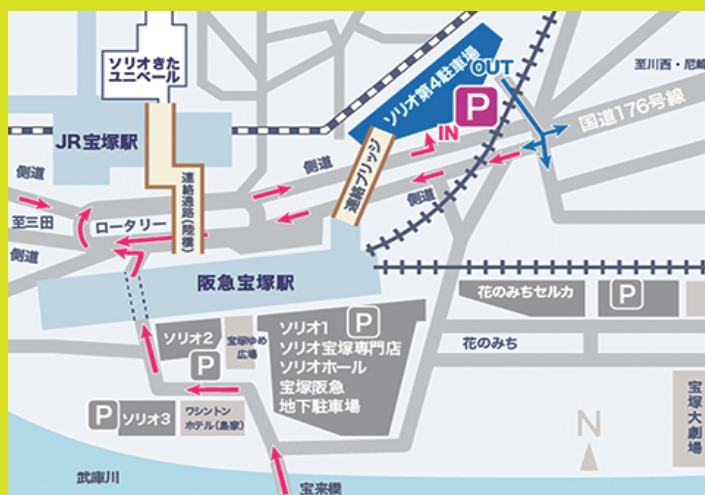 ソリオきた
ユニベール
ソリオ第4駐車場
OUT
至川西・尼崎
P
国道176号線
IN
JR宝塚駅
側道
連絡通路(陸橋)
側道
連絡ブリッジ
側道
至三田
ロータリー
側道
阪急宝塚駅
花のみちセルカ
P
ソリオ2
宝塚ゆめ
広場
ソリオ1
P
ソリオ宝塚専門店
ソリオホール
宝塚阪急
地下駐車場
花のみち
P
P
ソリオ3
ワシントン
ホテル(島家)
宝塚大劇場
N
武庫川
宝来橋